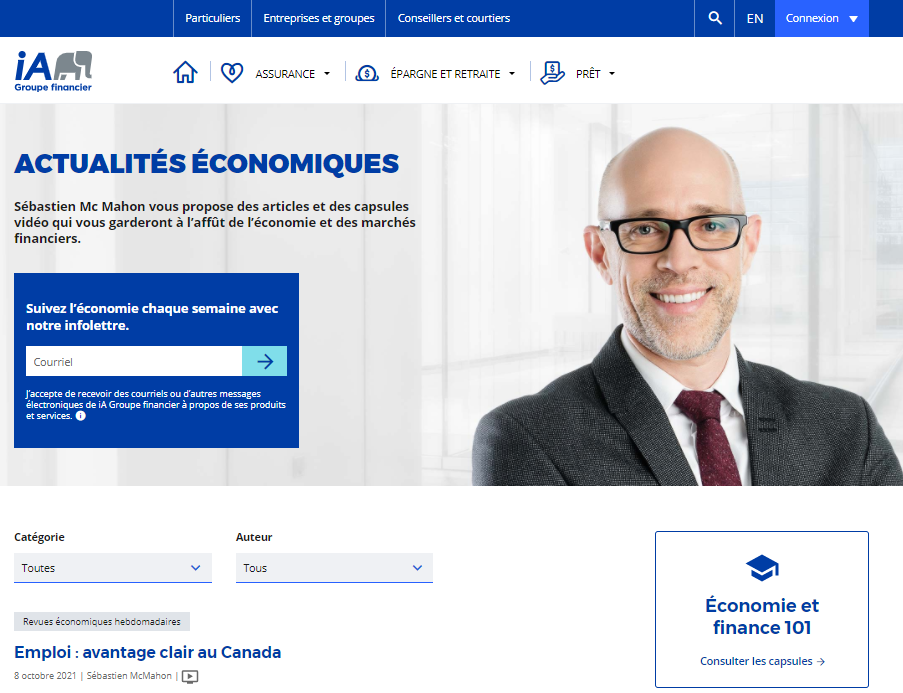 Particuliers
Entreprises et groupes
Conseillers et courtiers
EN
Connexion
iA
Groupe financier
ASSURANCE
ÉPARGNE ET RETRAITE
PRÊT
ACTUALITÉS ÉCONOMIQUES
Sébastien Mc Mahon vous propose des articles et des capsules
vidéo qui vous garderont à l’affût de l’économie et des marchés
financiers.
Suivez l’économie chaque semaine avec
notre infolettre.
Courriel
J’accepte de recevoir des courriels ou d’autres messages
électroniques de iA Groupe financier à propos de ses produits
et services.
Catégorie
Auteur
Toutes
Tous
Revues économiques hebdomadaires
Emploi : avantage clair au Canada
8 octobre 2021 | Sébastien McMahon |
Économie et
finance 101
Consulter les capsules